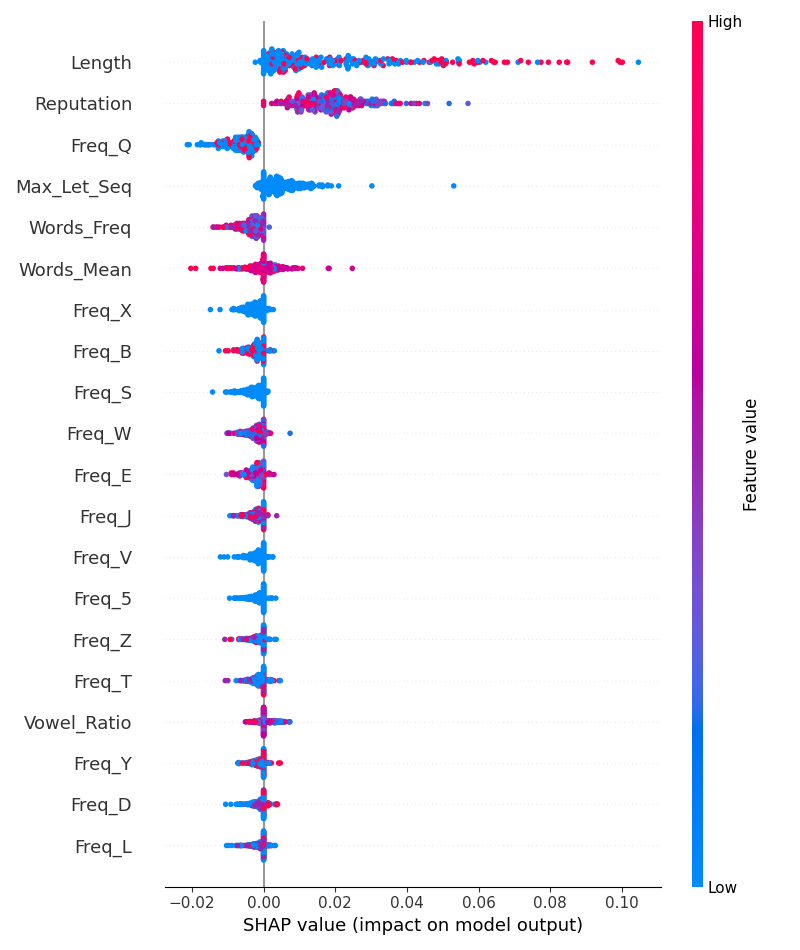 High
Length
Reputation
Freq_Q
Max_Let_Seq
Words_Freq
Words_Mean
Freq_X
Freq_B
Freq_S
Freq_W
Freq_E
Freq_J
Freq_V
Freq_5
Freq_Z
Freq_T
Vowel_Ratio
Freq_Y
Freq_D
Freq_L
Feature value
Low
−0.02 0.00 0.02 0.04 0.06 0.08 0.10
SHAP value (impact on model output)